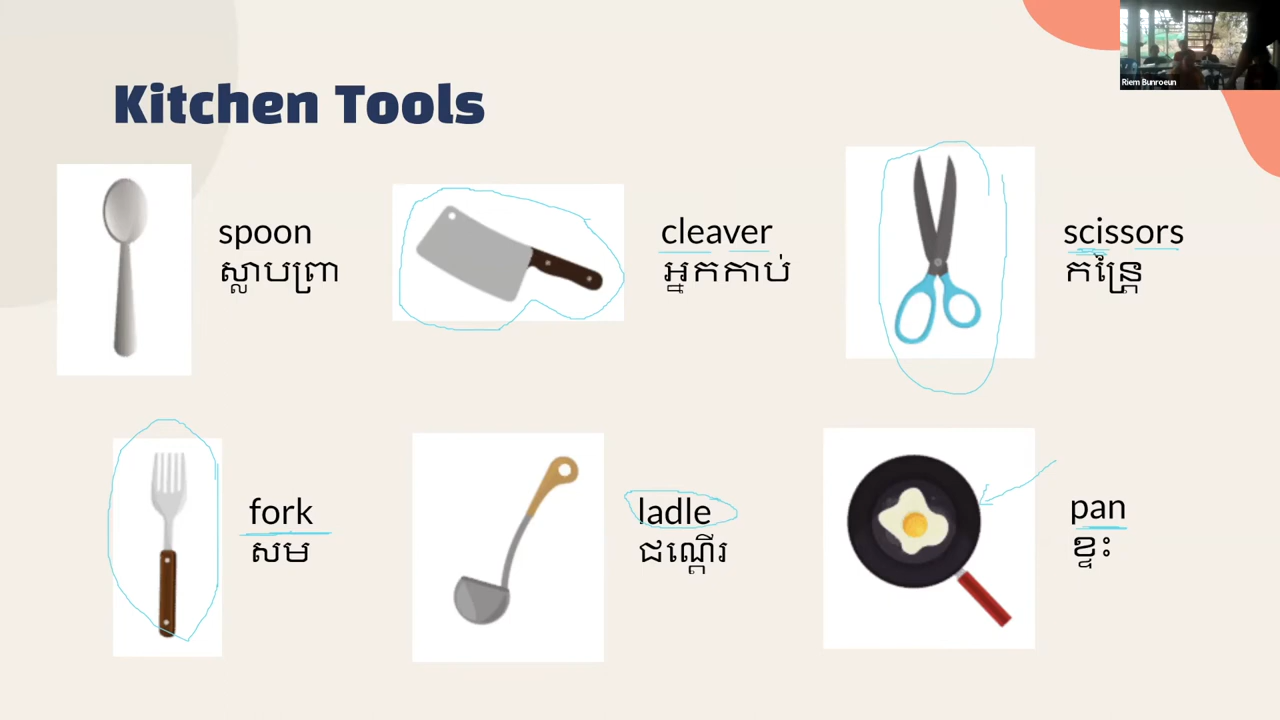 Kitchen Tools
Riem Bunroeun
spoon
ស្លាបព្រា
cleaver
អ្នកកាប់
scissors
កន្ត្រៃ
fork
សម
ladle
ជណ្តើរ
pan
ខ្ទះ